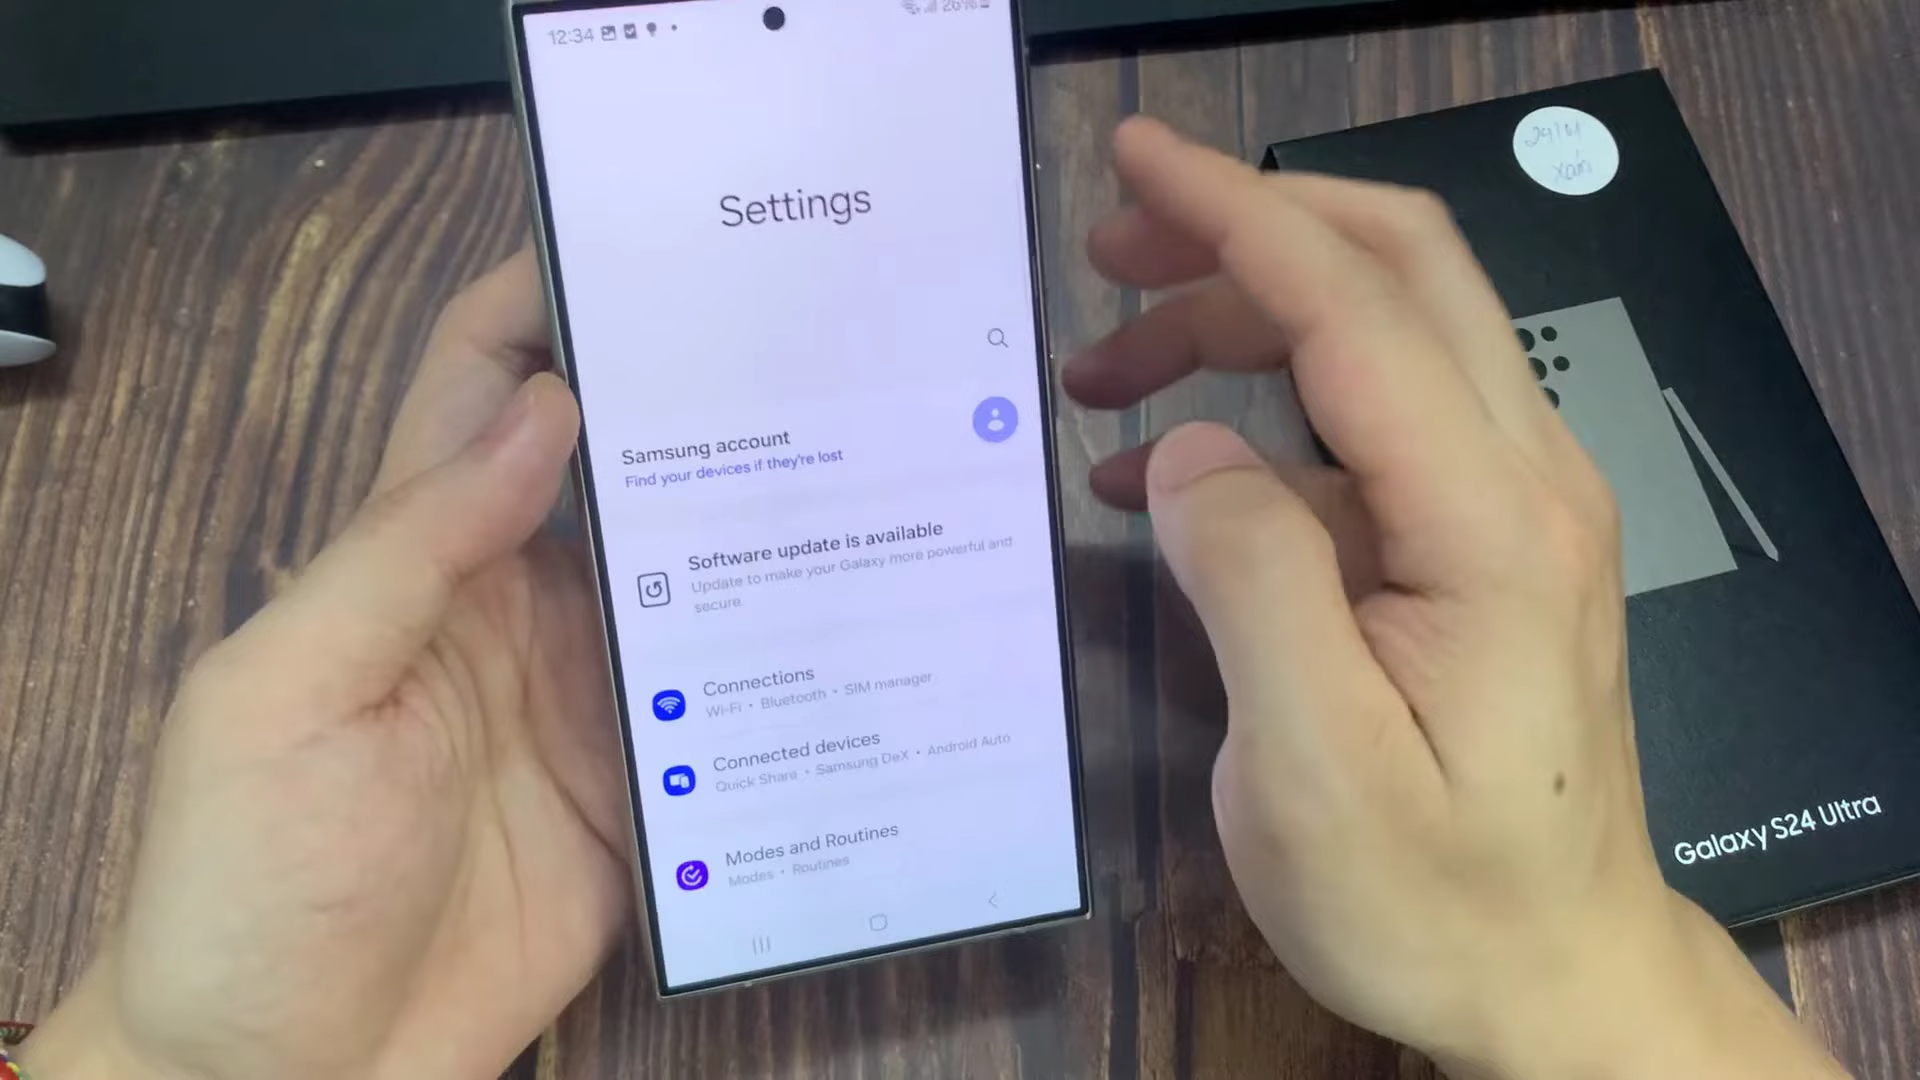 12:34
26%
Settings
Samsung account
Find your devices if they're lost
Software update is available
Update to make your Galaxy more powerful and
secure.
Connections
Wi-Fi • Bluetooth • SIM manager
Connected devices
Quick Share • Samsung DeX • Android Auto
Modes and Routines
Modes • Routines
Galaxy S24 Ultra